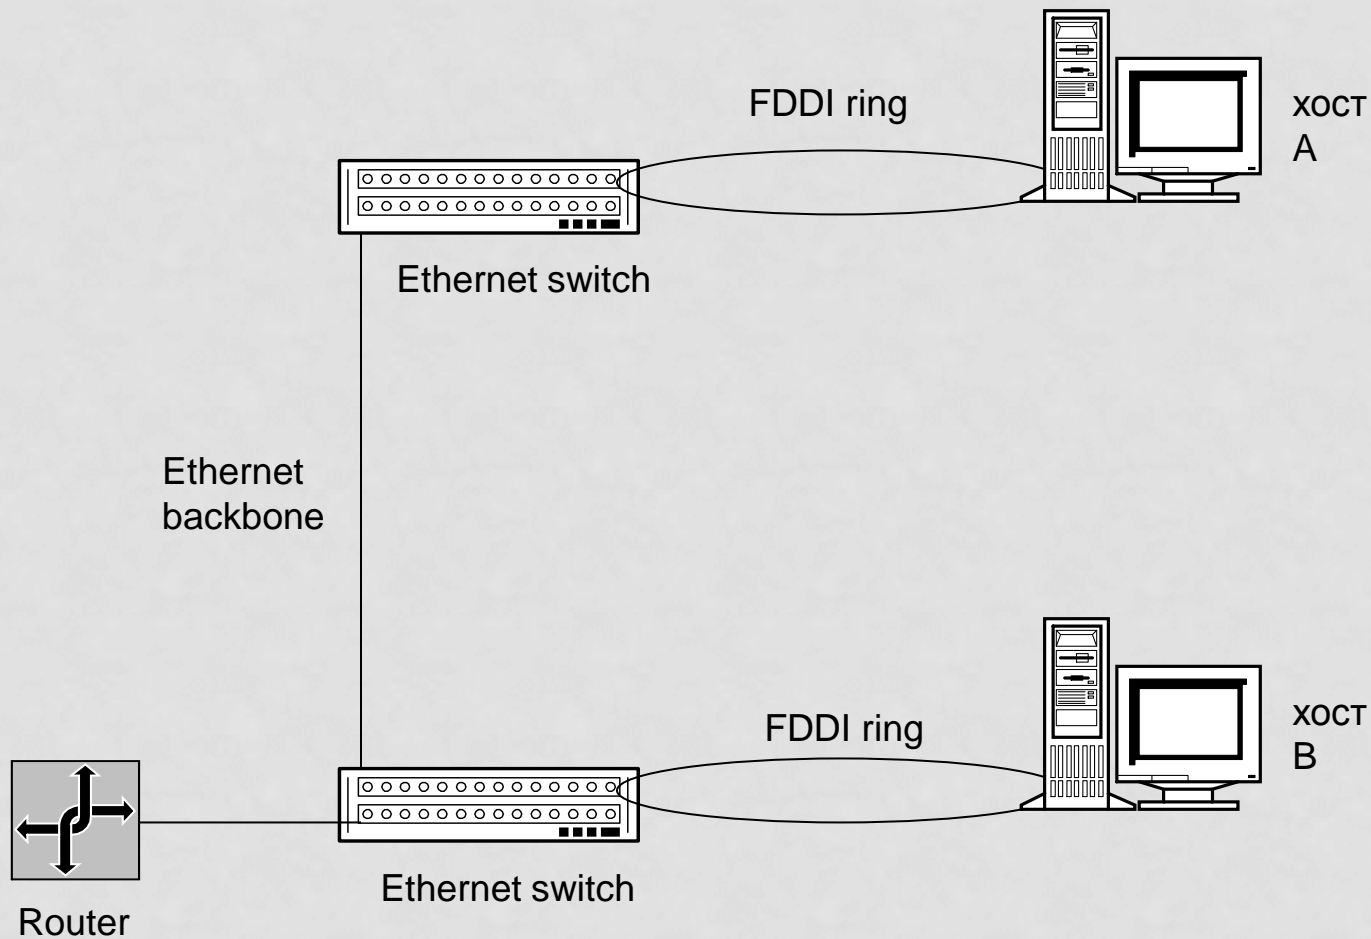 FDDI ring
хост
A
Ethernet switch
Ethernet
backbone
FDDI ring
хост
B
Ethernet switch
Router